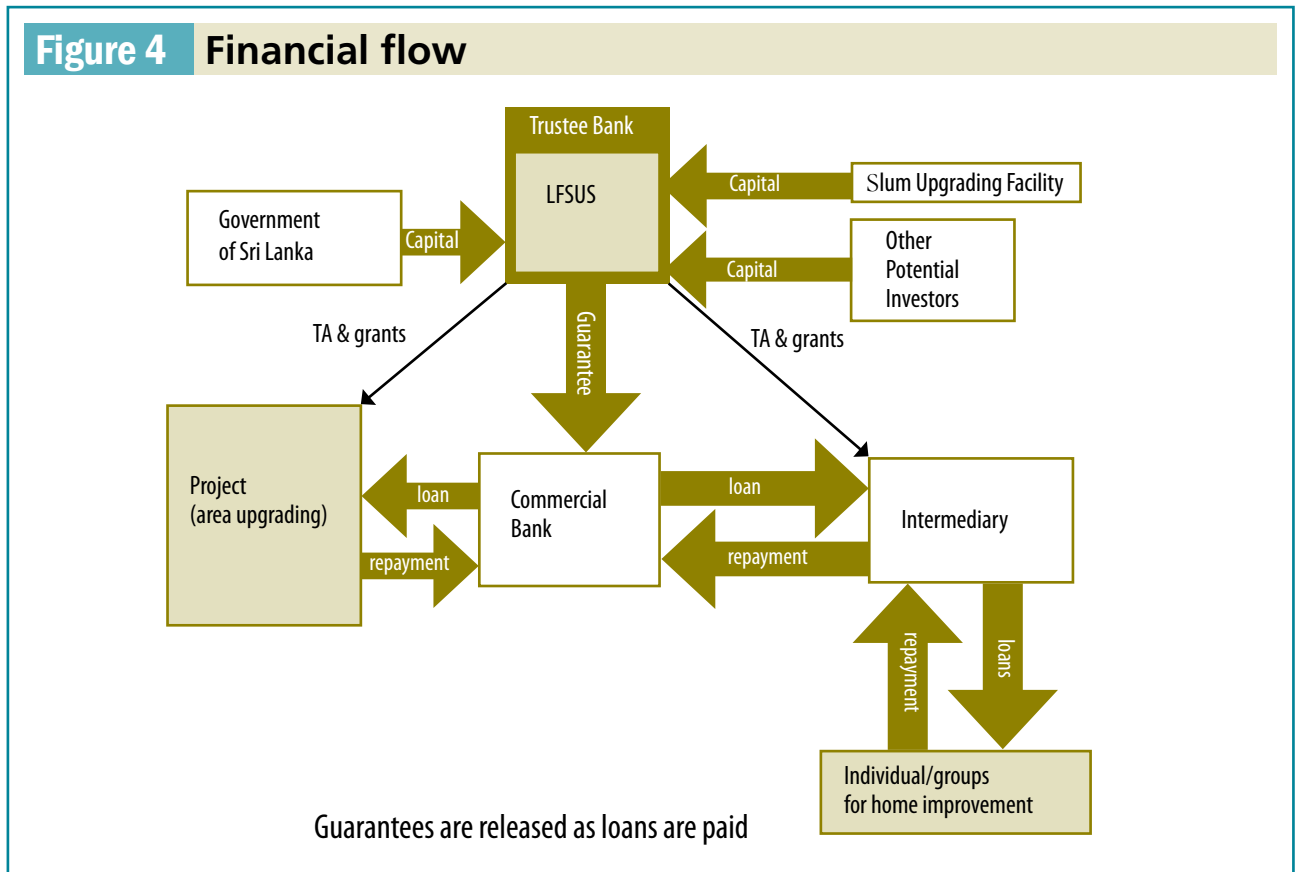 Figure 4 Financial flow
Trustee Bank
LFSUS
Government
of Sri Lanka
Capital
Capital
Slum Upgrading Facility
Capital
Other
Potential
Investors
TA & grants
Guarantee
TA & grants
Project
(area upgrading)
loan
repayment
Commercial
Bank
loan
repayment
Intermediary
repayment
loans
Individual/groups
for home improvement
Guarantees are released as loans are paid